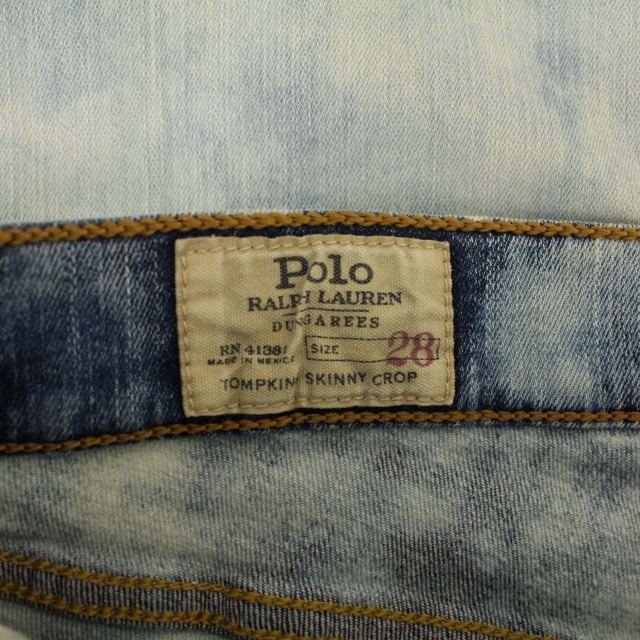 Polo
RALPH LAUREN
DUNGAREES
RN 41381 SIZE 28
MADE IN MEXICO
TOMPKINS SKINNY CROP